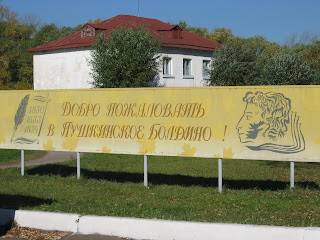 Добро пожаловать
в Пушкинское Болдино !